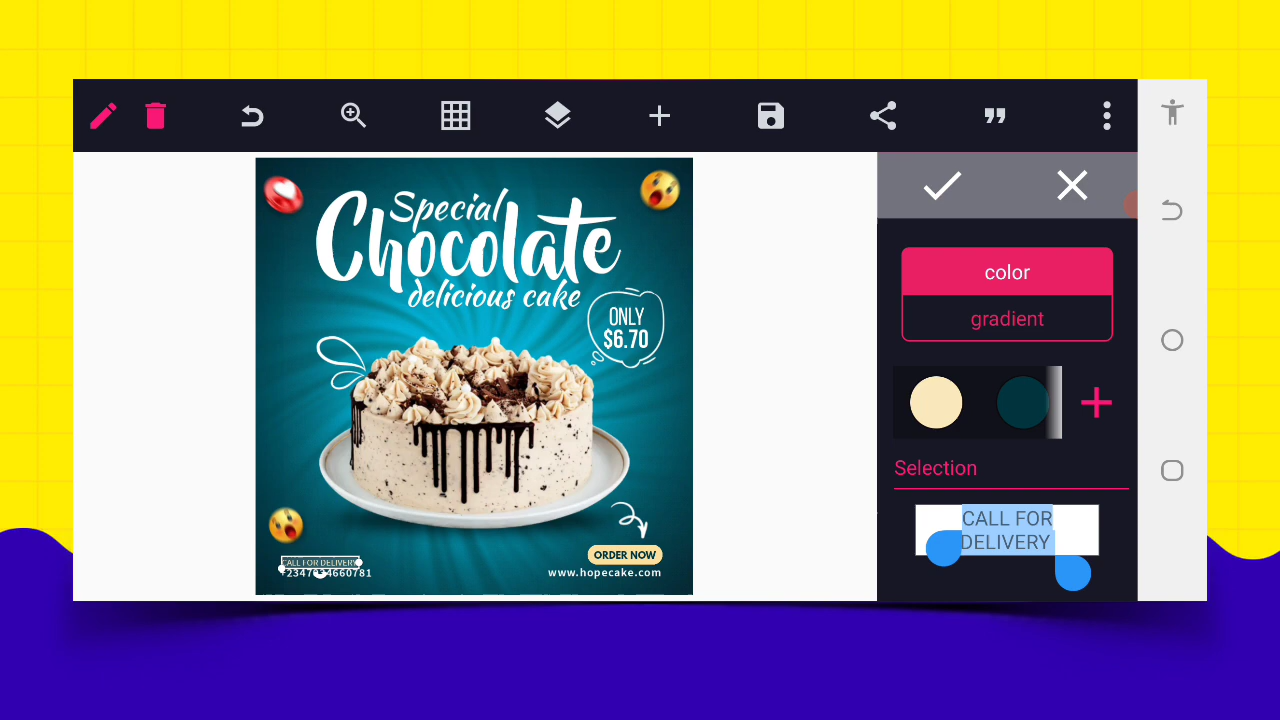 Special
Chocolate
delicious cake
ONLY
$6.70
ORDER NOW
CALL FOR DELIVERY
www.hopecake.com
color
gradient
Selection
CALL FOR
DELIVERY